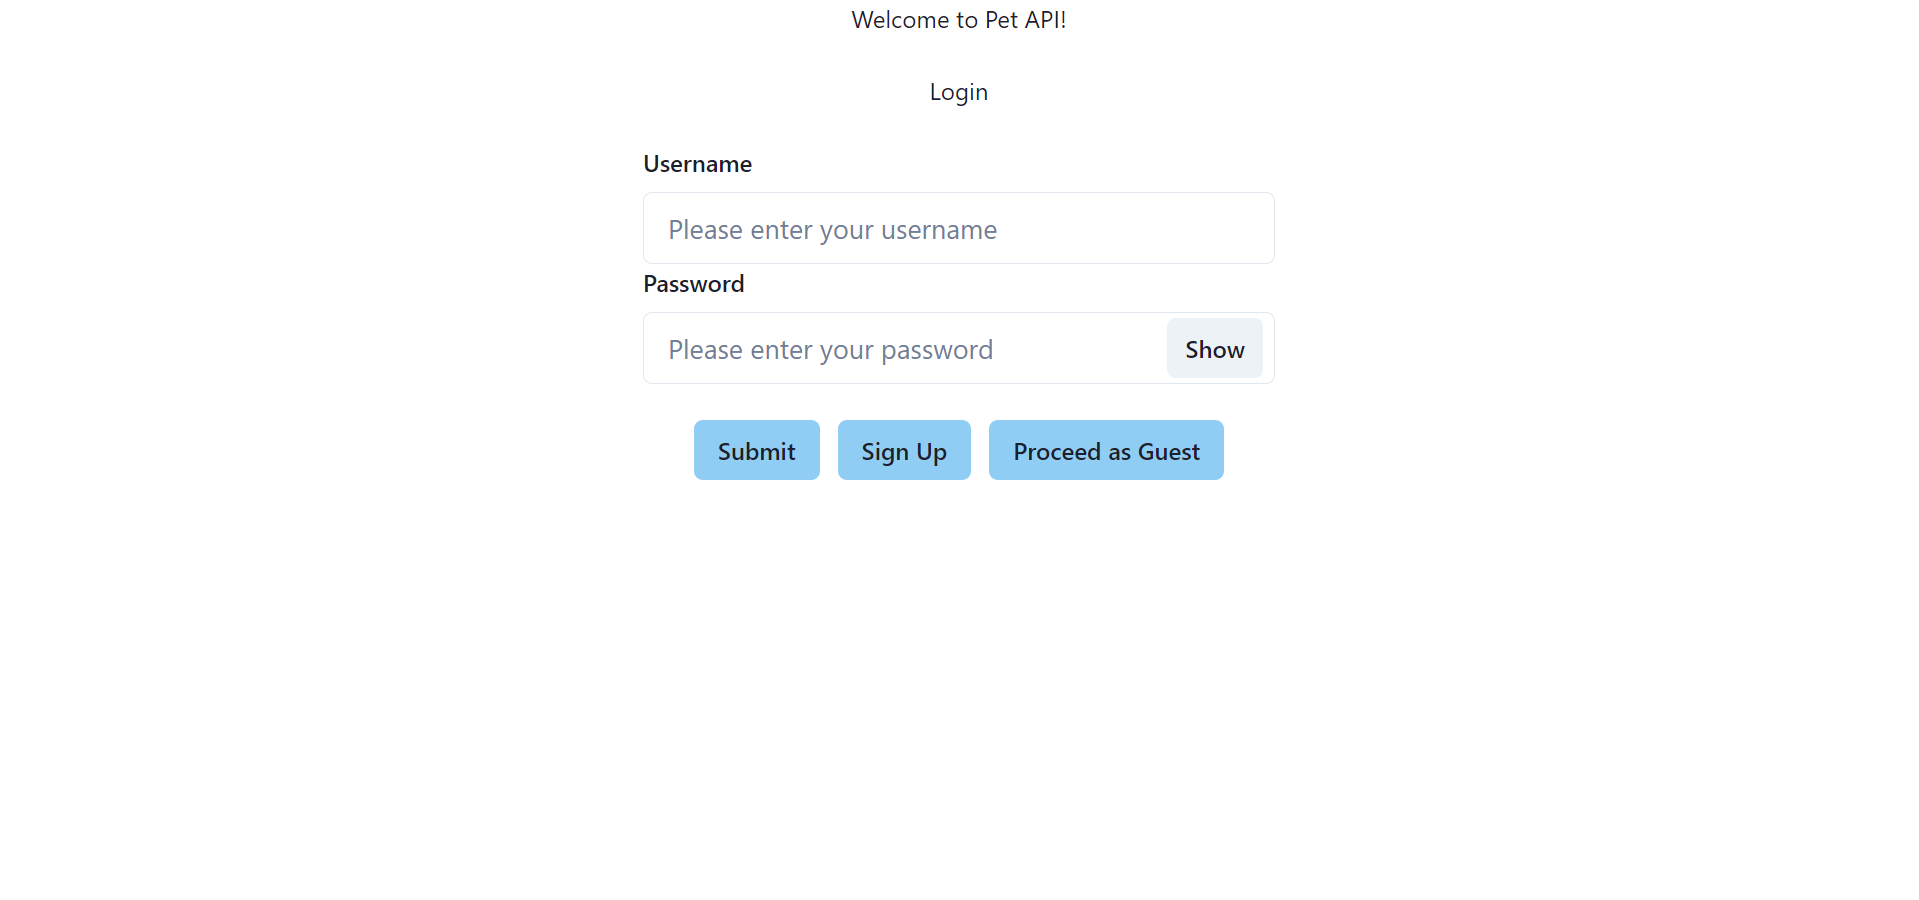 Welcome to Pet API!
Login
Username
Please enter your username
Password
Please enter your password Show
Submit Sign Up Proceed as Guest